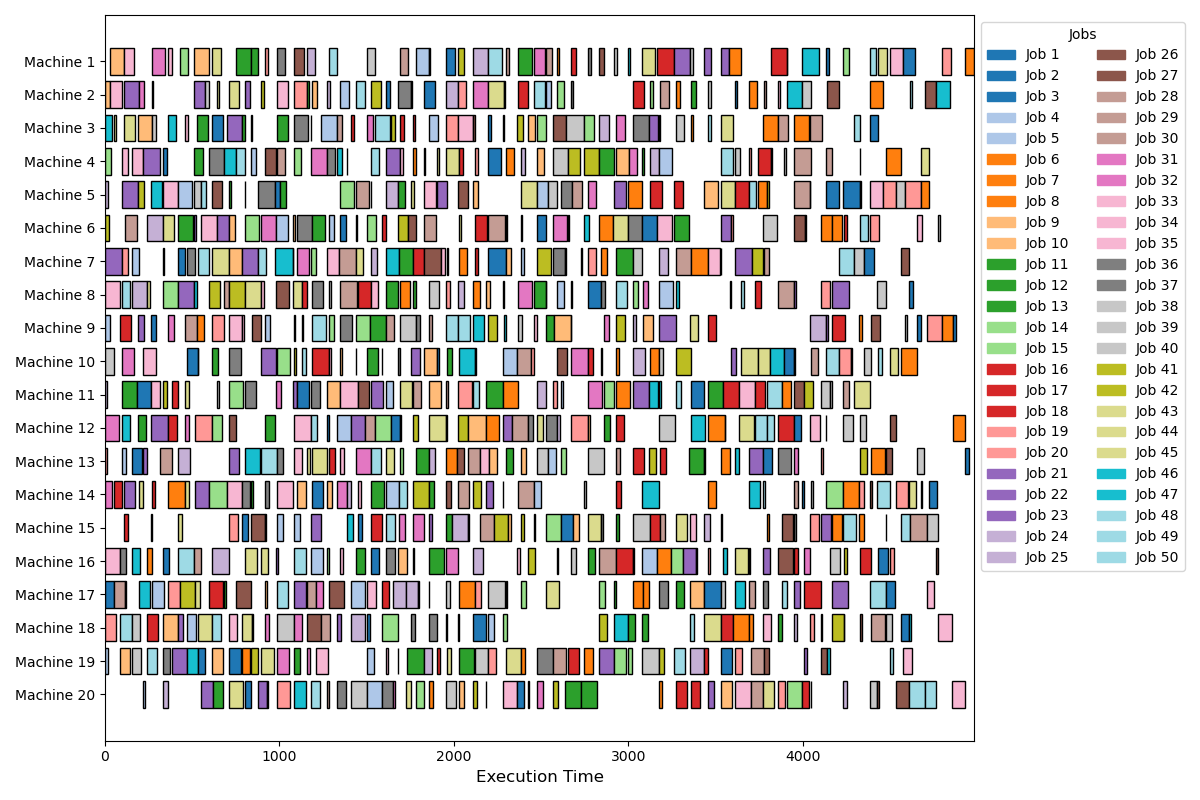 Machine 1
Machine 2
Machine 3
Machine 4
Machine 5
Machine 6
Machine 7
Machine 8
Machine 9
Machine 10
Machine 11
Machine 12
Machine 13
Machine 14
Machine 15
Machine 16
Machine 17
Machine 18
Machine 19
Machine 20
0 1000 2000 3000 4000
Execution Time
Jobs
Job 1
Job 2
Job 3
Job 4
Job 5
Job 6
Job 7
Job 8
Job 9
Job 10
Job 11
Job 12
Job 13
Job 14
Job 15
Job 16
Job 17
Job 18
Job 19
Job 20
Job 21
Job 22
Job 23
Job 24
Job 25
Job 26
Job 27
Job 28
Job 29
Job 30
Job 31
Job 32
Job 33
Job 34
Job 35
Job 36
Job 37
Job 38
Job 39
Job 40
Job 41
Job 42
Job 43
Job 44
Job 45
Job 46
Job 47
Job 48
Job 49
Job 50